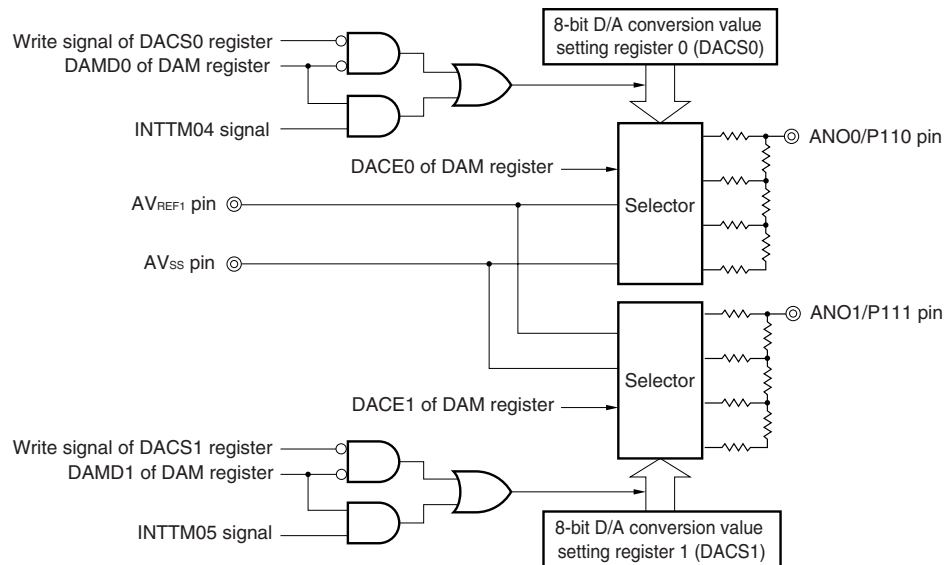 8-bit D/A conversion value
setting register 0 (DACS0)
Write signal of DACS0 register
DAMD0 of DAM register
INTTM04 signal
ANO0/P110 pin
DACE0 of DAM register
AVREF1 pin
Selector
AVSS pin
ANO1/P111 pin
Selector
DACE1 of DAM register
Write signal of DACS1 register
DAMD1 of DAM register
INTTM05 signal
8-bit D/A conversion value
setting register 1 (DACS1)